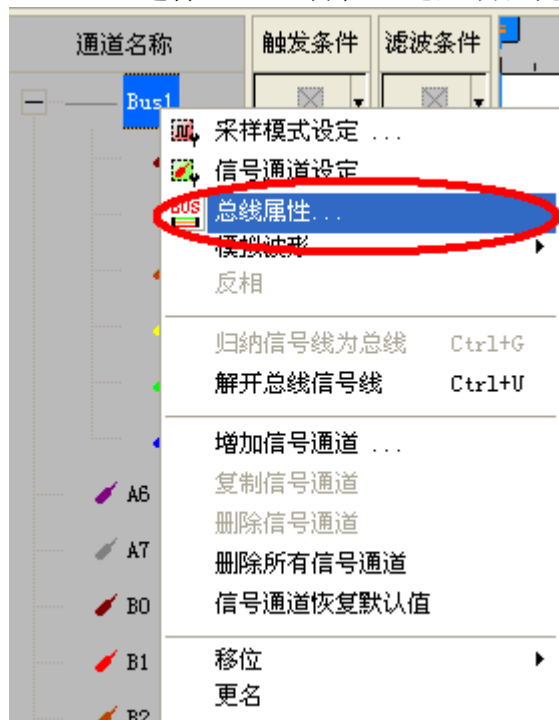 通道名称 触发条件 滤波条件
Bus1
采样模式设定 ...
信号通道设定
BUS 总线属性...
模拟波形
反相
归纳信号线为总线 Ctrl+G
解开总线信号线 Ctrl+U
增加信号通道 ...
复制信号通道
A6
删除信号通道
A7
删除所有信号通道
B0 信号通道恢复默认值
B1 移位
更名
B2